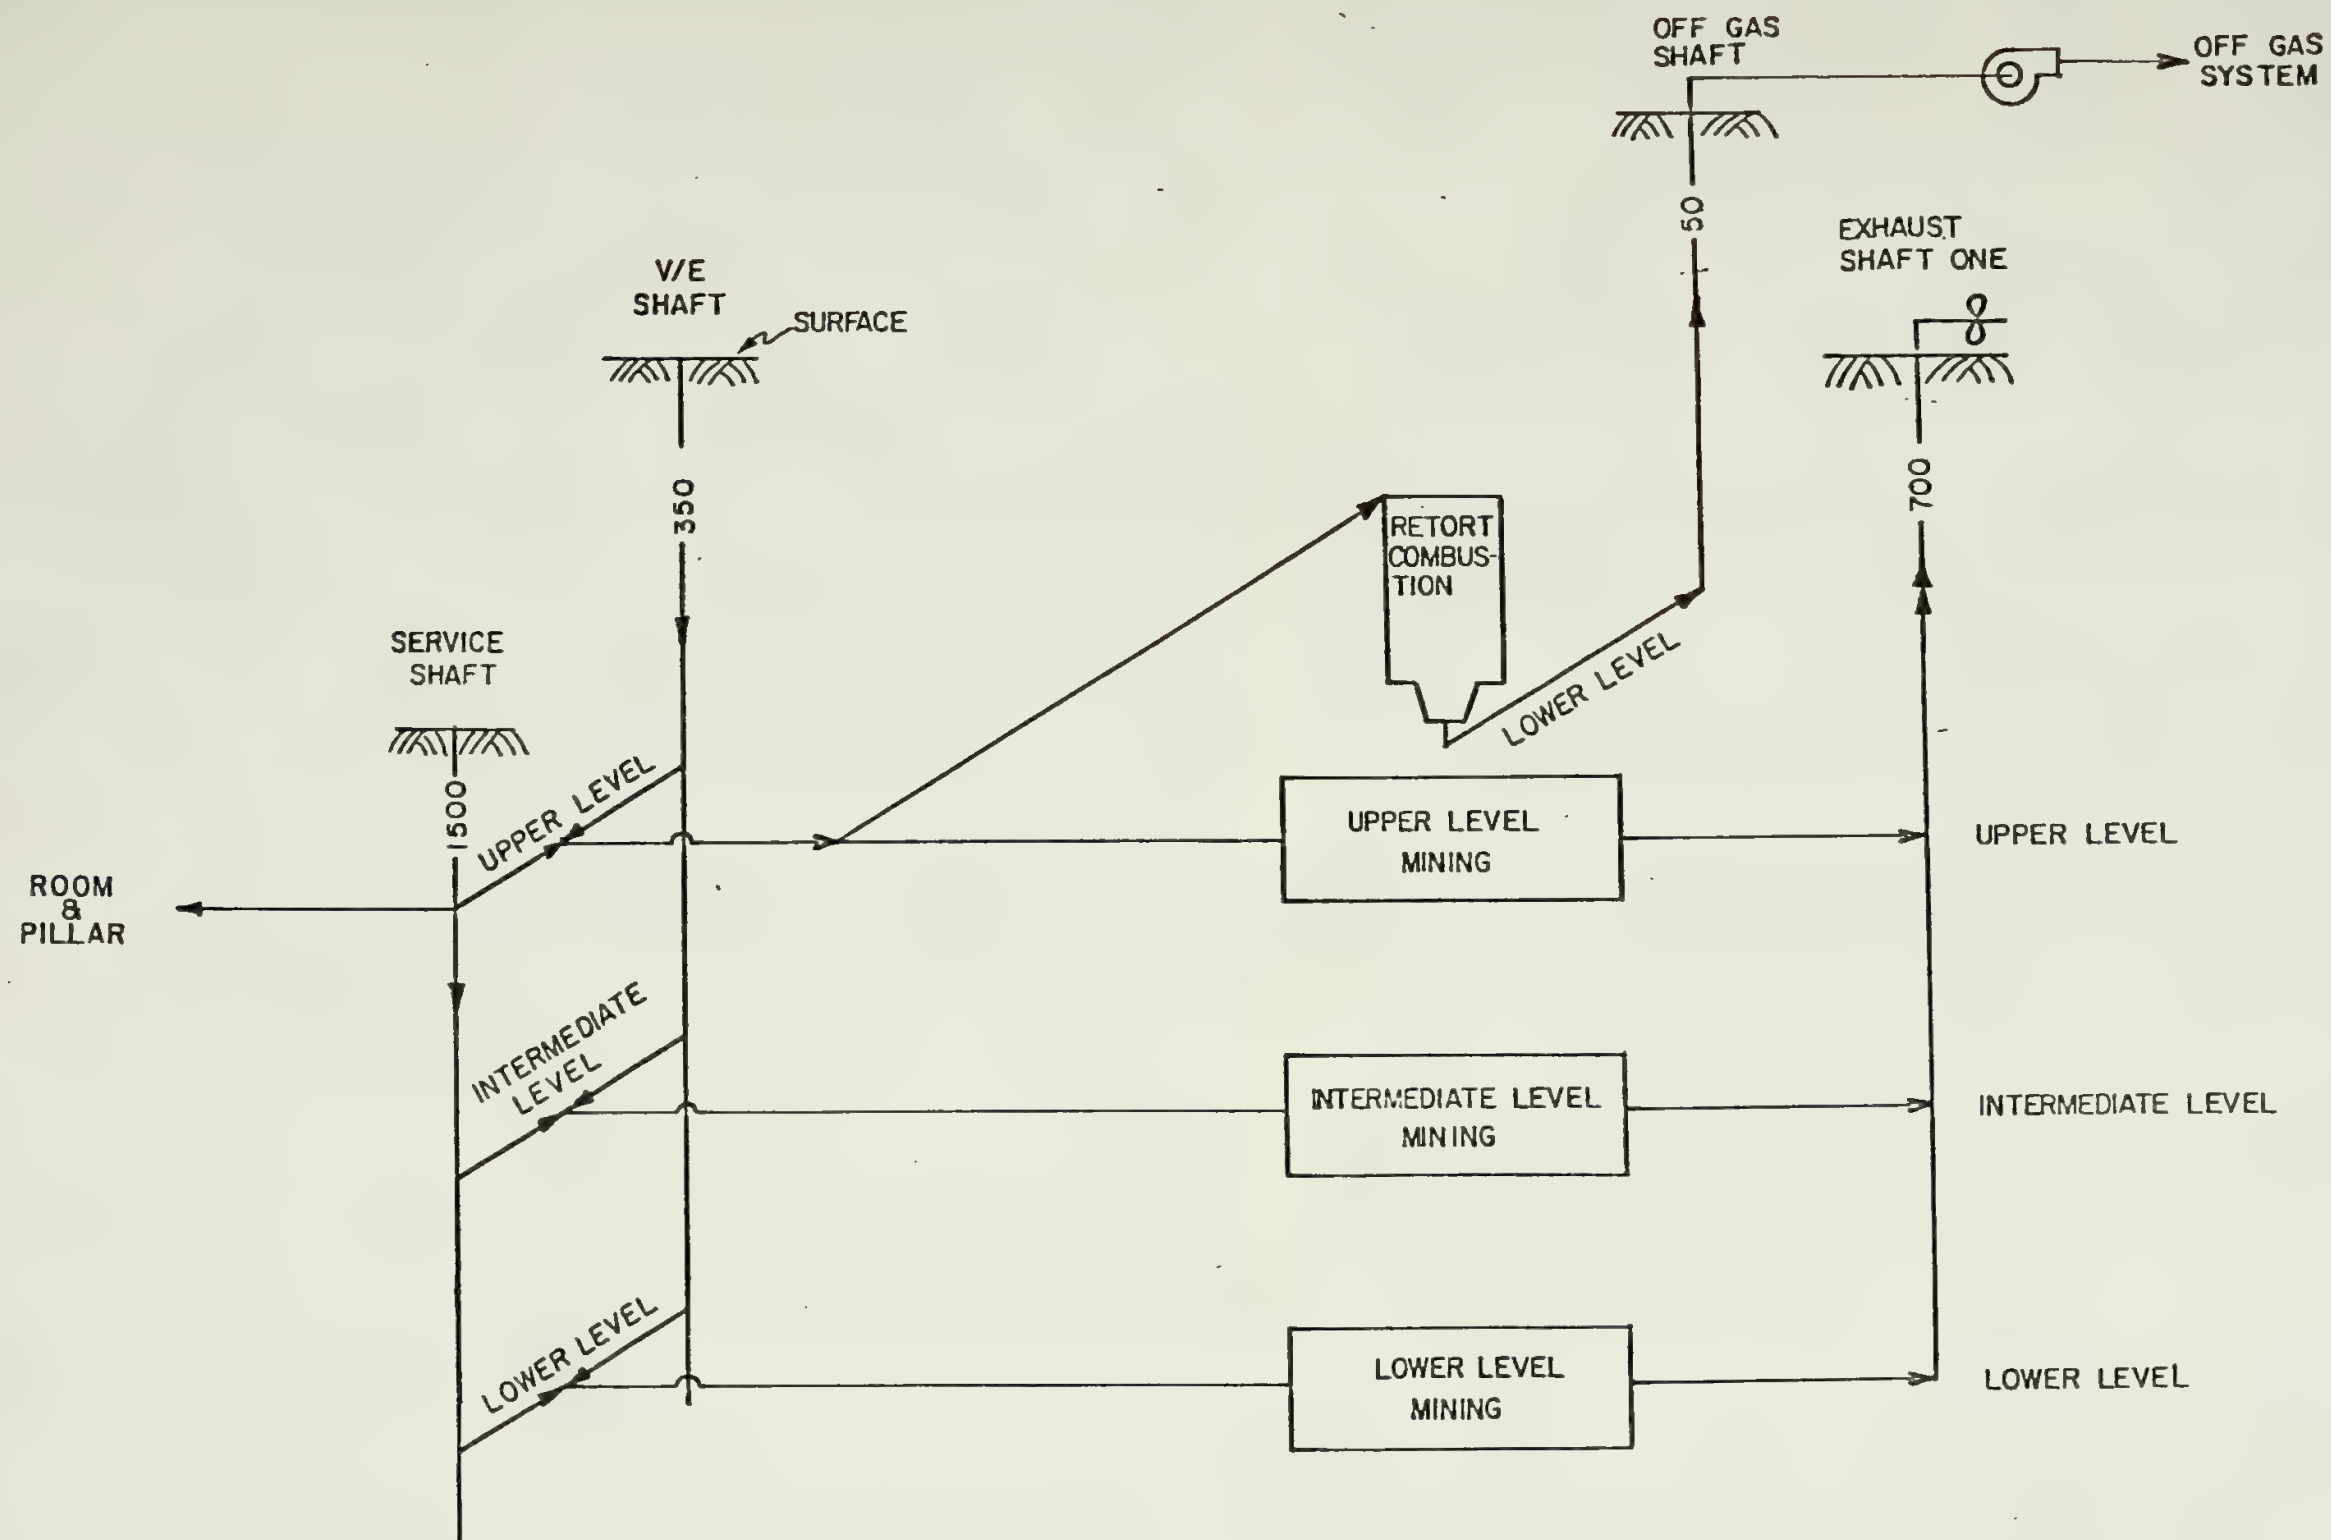 OFF GAS
SHAFT
OFF GAS
SYSTEM
50
EXHAUST
SHAFT ONE
V/E
SHAFT
SURFACE
350
700
RETORT
COMBUS-
TION
SERVICE
SHAFT
LOWER LEVEL
1500
UPPER LEVEL
UPPER LEVEL
MINING
UPPER LEVEL
ROOM
&
PILLAR
INTERMEDIATE
LEVEL
INTERMEDIATE LEVEL
MINING
INTERMEDIATE LEVEL
LOWER LEVEL
LOWER LEVEL
MINING
LOWER LEVEL